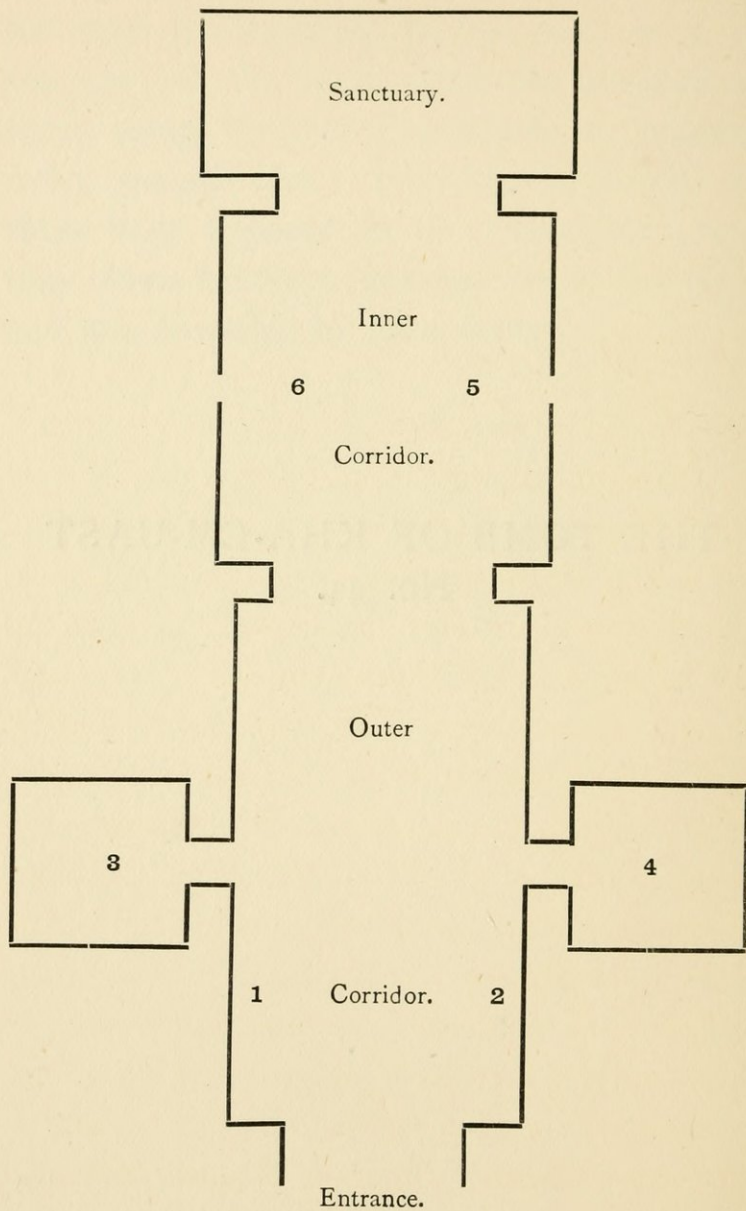 Sanctuary.
Inner
6 5
Corridor.
Outer
3 4
1 Corridor. 2
Entrance.